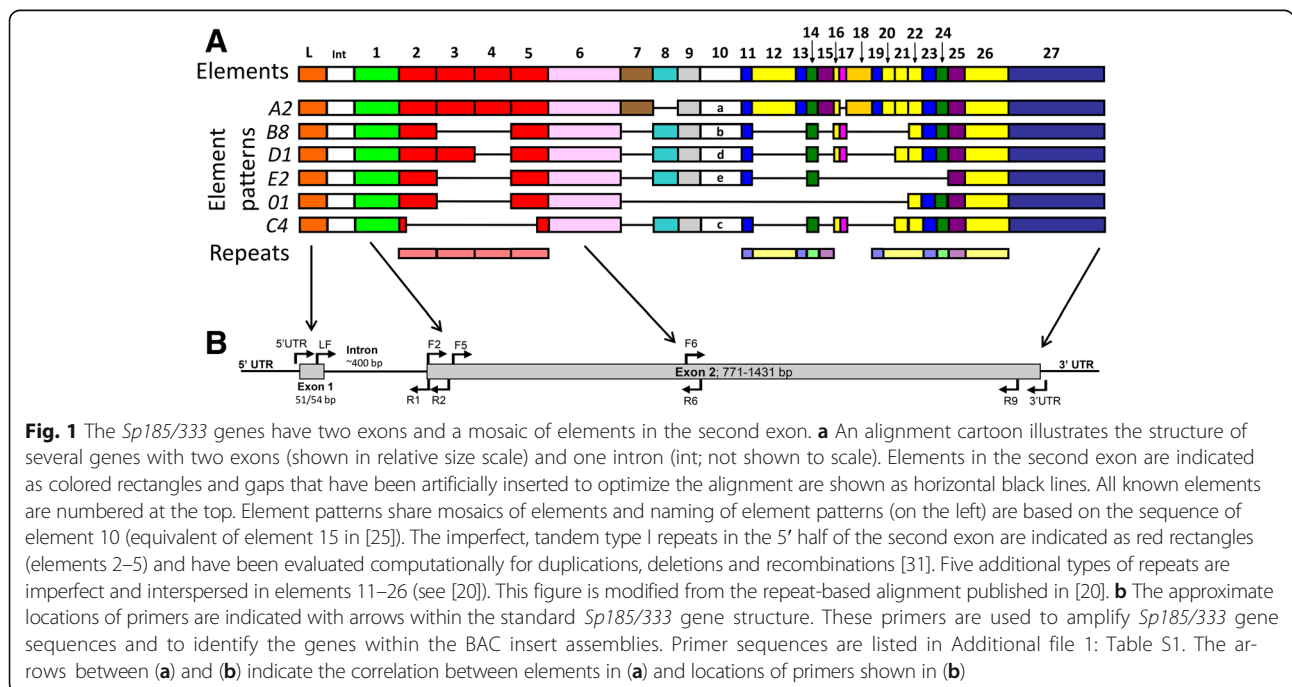 A
14 16 18 20 22 24
L Int 1 2 3 4 5 6 7 8 9 10 11 12 13 15 17 19 21 23 25 26 27
Elements
Element patterns
A2 a
B8 b
D1 d
E2 e
01
C4 c
Repeats
B
5'UTR LF F2 F5 F6
5' UTR Intron 3' UTR
~400 bp
Exon 2; 771-1431 bp
Exon 1
51/54 bp
R1 R2 R6 R9 3'UTR
Fig. 1 The Sp185/333 genes have two exons and a mosaic of elements in the second exon. a An alignment cartoon illustrates the structure of
several genes with two exons (shown in relative size scale) and one intron (int; not shown to scale). Elements in the second exon are indicated
as colored rectangles and gaps that have been artificially inserted to optimize the alignment are shown as horizontal black lines. All known elements
are numbered at the top. Element patterns share mosaics of elements and naming of element patterns (on the left) are based on the sequence of
element 10 (equivalent of element 15 in [25]). The imperfect, tandem type I repeats in the 5′ half of the second exon are indicated as red rectangles
(elements 2–5) and have been evaluated computationally for duplications, deletions and recombinations [31]. Five additional types of repeats are
imperfect and interspersed in elements 11–26 (see [20]). This figure is modified from the repeat-based alignment published in [20]. b The approximate
locations of primers are indicated with arrows within the standard Sp185/333 gene structure. These primers are used to amplify Sp185/333 gene
sequences and to identify the genes within the BAC insert assemblies. Primer sequences are listed in Additional file 1: Table S1. The ar-
rows between (a) and (b) indicate the correlation between elements in (a) and locations of primers shown in (b)